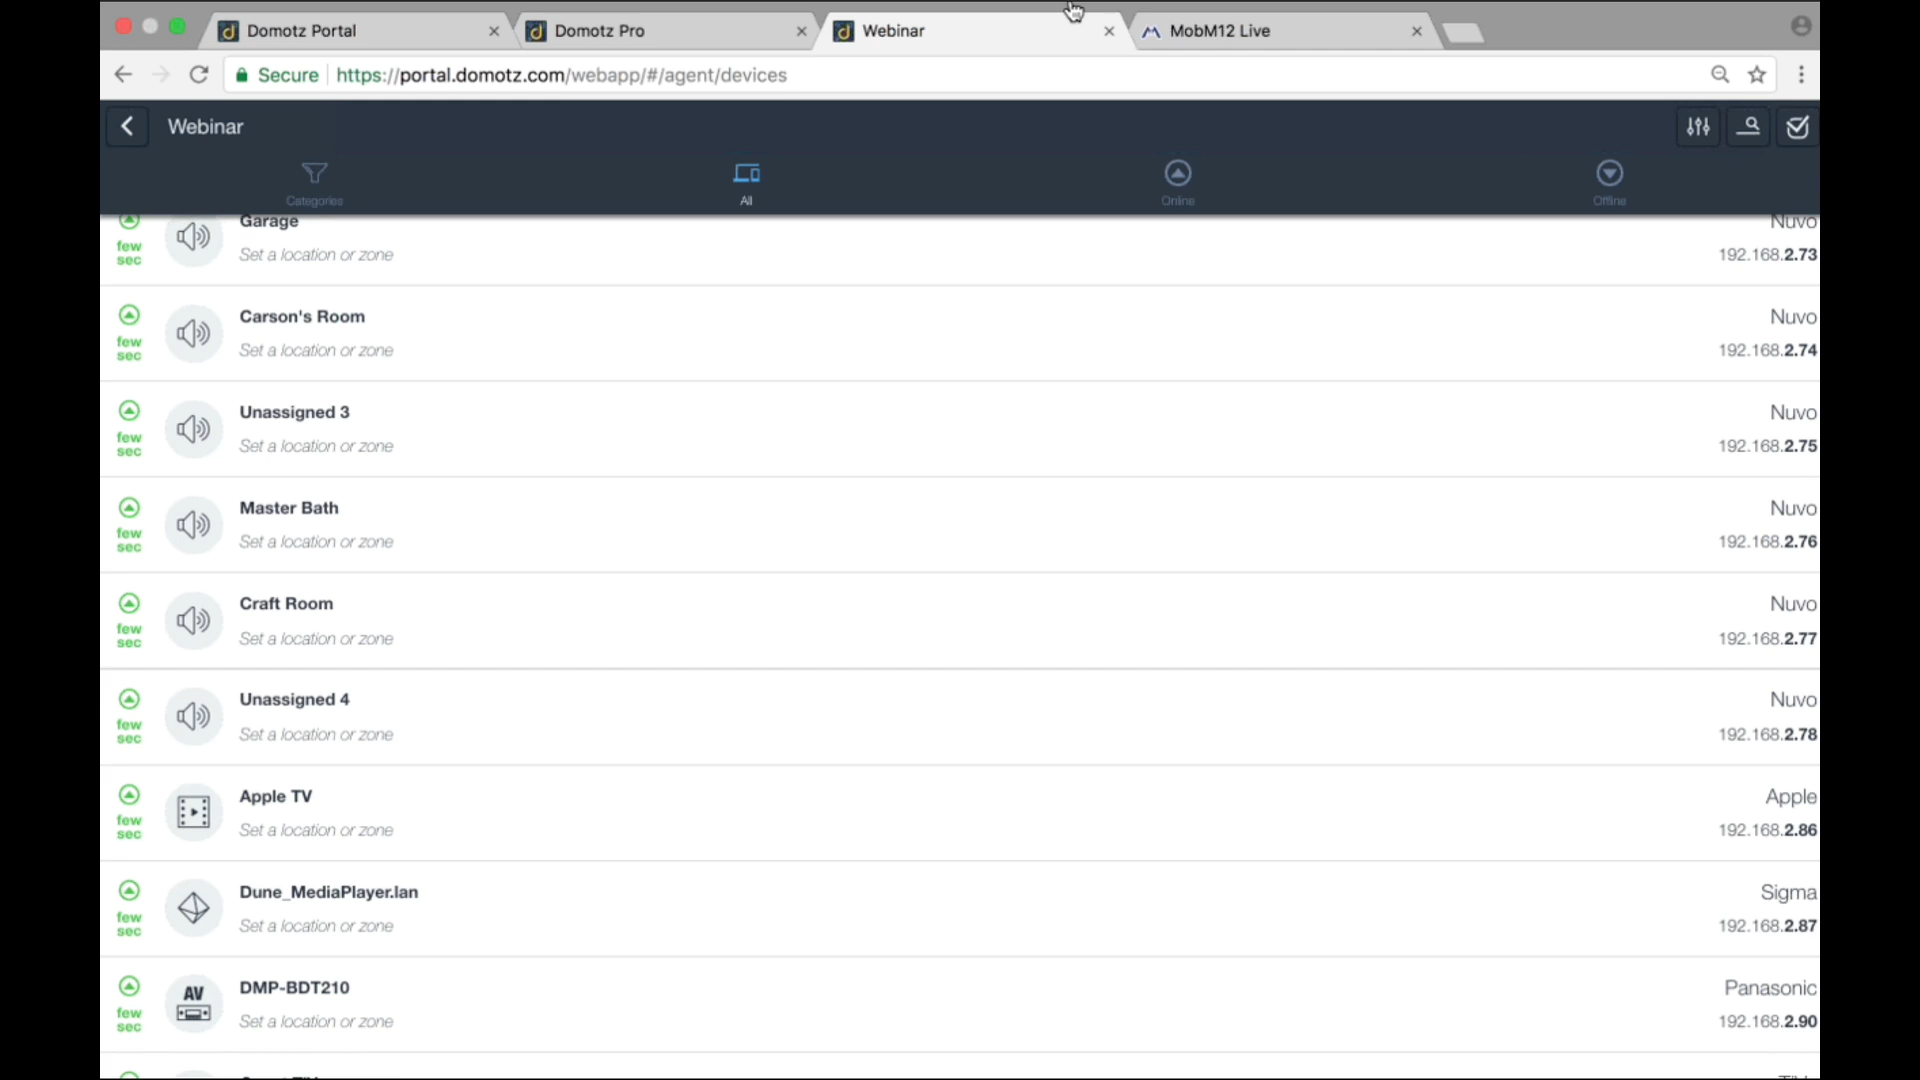 Domotz Portal
Domotz Pro
Webinar
MobM12 Live
Secure
https://portal.domotz.com/webapp/#/agent/devices
Webinar
Categories
All
Online
Offline
few sec
Garage
Nuvo
Set a location or zone
192.168.2.73
few sec
Carson's Room
Nuvo
Set a location or zone
192.168.2.74
few sec
Unassigned 3
Nuvo
Set a location or zone
192.168.2.75
few sec
Master Bath
Nuvo
Set a location or zone
192.168.2.76
few sec
Craft Room
Nuvo
Set a location or zone
192.168.2.77
few sec
Unassigned 4
Nuvo
Set a location or zone
192.168.2.78
few sec
Apple TV
Apple
Set a location or zone
192.168.2.86
few sec
Dune_MediaPlayer.lan
Sigma
Set a location or zone
192.168.2.87
few sec
AV
DMP-BDT210
Panasonic
Set a location or zone
192.168.2.90